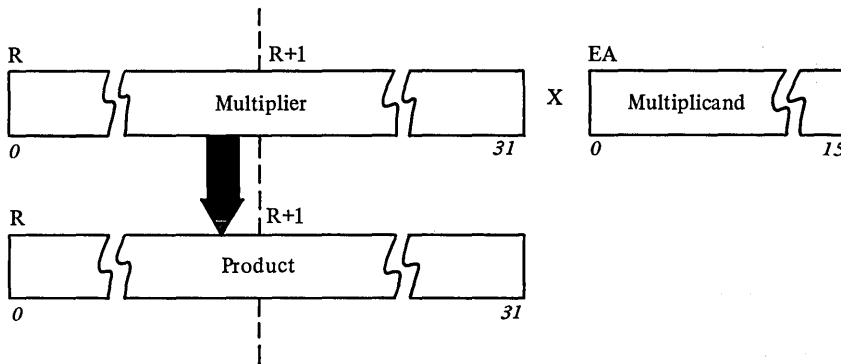 R R+1 EA
Multiplier X Multiplicand
0 31 0 15
R R+1
Product
0 31